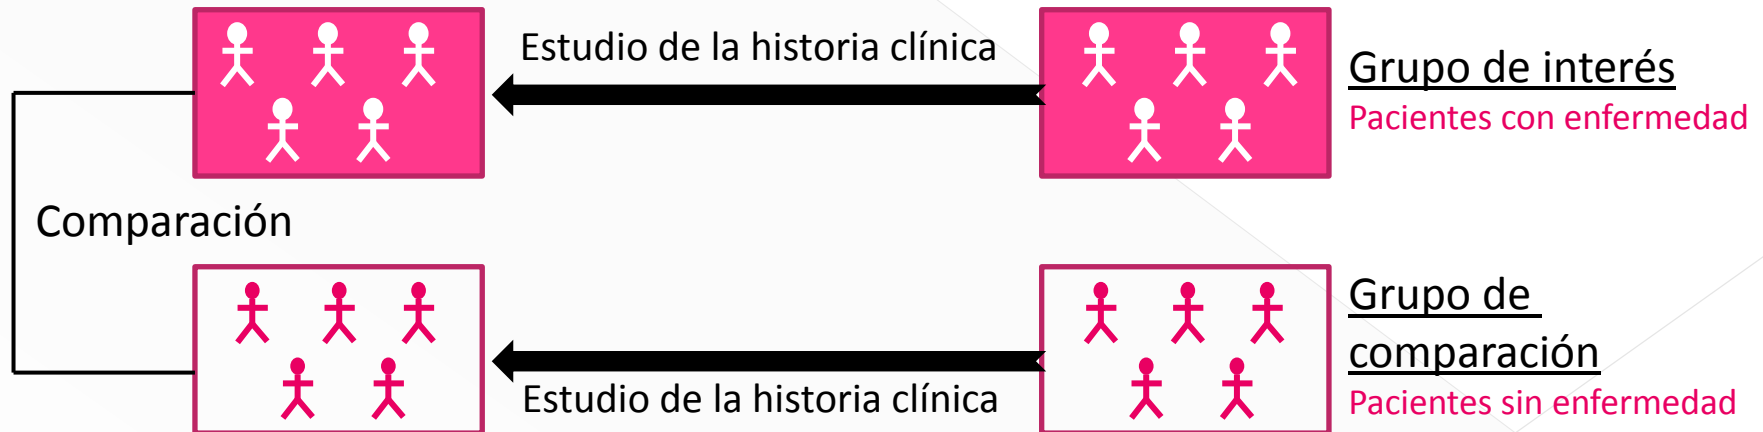 Estudio de la historia clínica
Grupo de interés
Pacientes con enfermedad
Comparación
Grupo de
comparación
Pacientes sin enfermedad
Estudio de la historia clínica